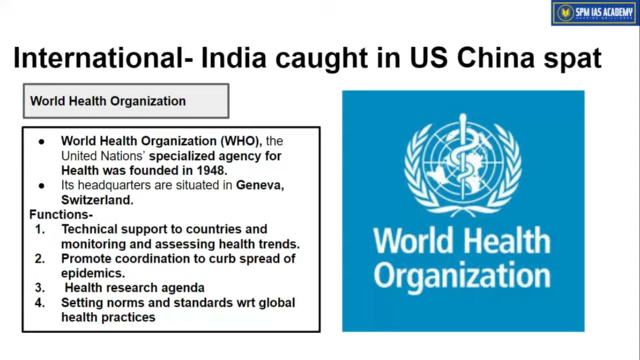 SPM IAS ACADEMY
International- India caught in US China spat
World Health Organization
● World Health Organization (WHO), the
United Nations' specialized agency for
Health was founded in 1948.
● Its headquarters are situated in Geneva,
Switzerland.
Functions-
1. Technical support to countries and
monitoring and assessing health trends.
2. Promote coordination to curb spread of
epidemics.
3. Health research agenda
4. Setting norms and standards wrt global
health practices
World Health
Organization